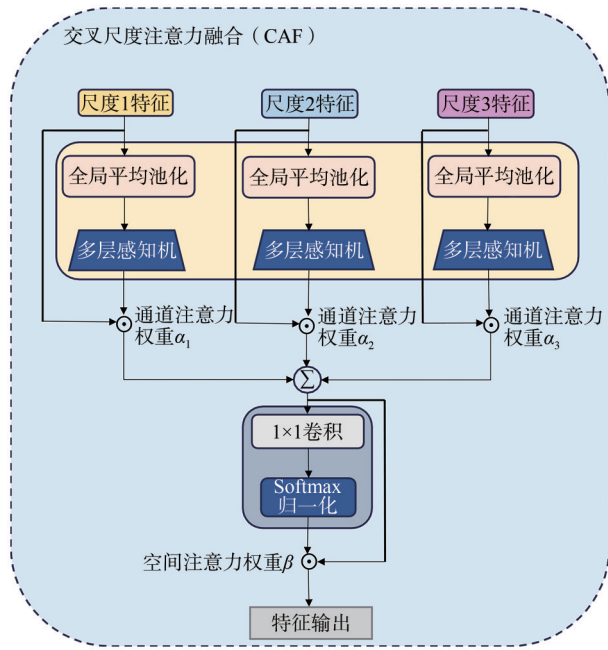 交叉尺度注意力融合（CAF）
尺度1特征
尺度2特征
尺度3特征
全局平均池化
全局平均池化
全局平均池化
多层感知机
多层感知机
多层感知机
通道注意力
权重α₁
通道注意力
权重α₂
通道注意力
权重α₃
Σ
1×1卷积
Softmax
归一化
空间注意力权重β
特征输出